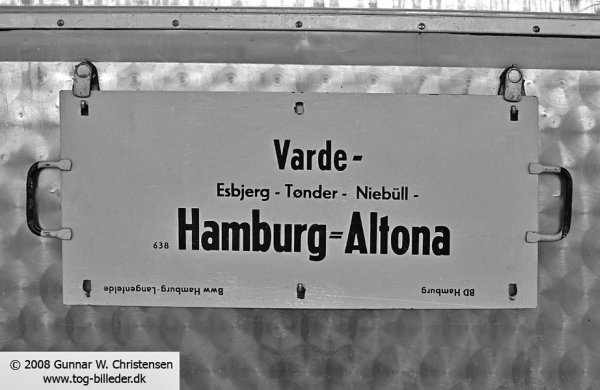 Varde-
Esbjerg - Tønder - Niebüll -
638 Hamburg=Altona
Bww Hamburg-Langenfelde
BD Hamburg
© 2008 Gunnar W. Christensen
www.tog-billeder.dk